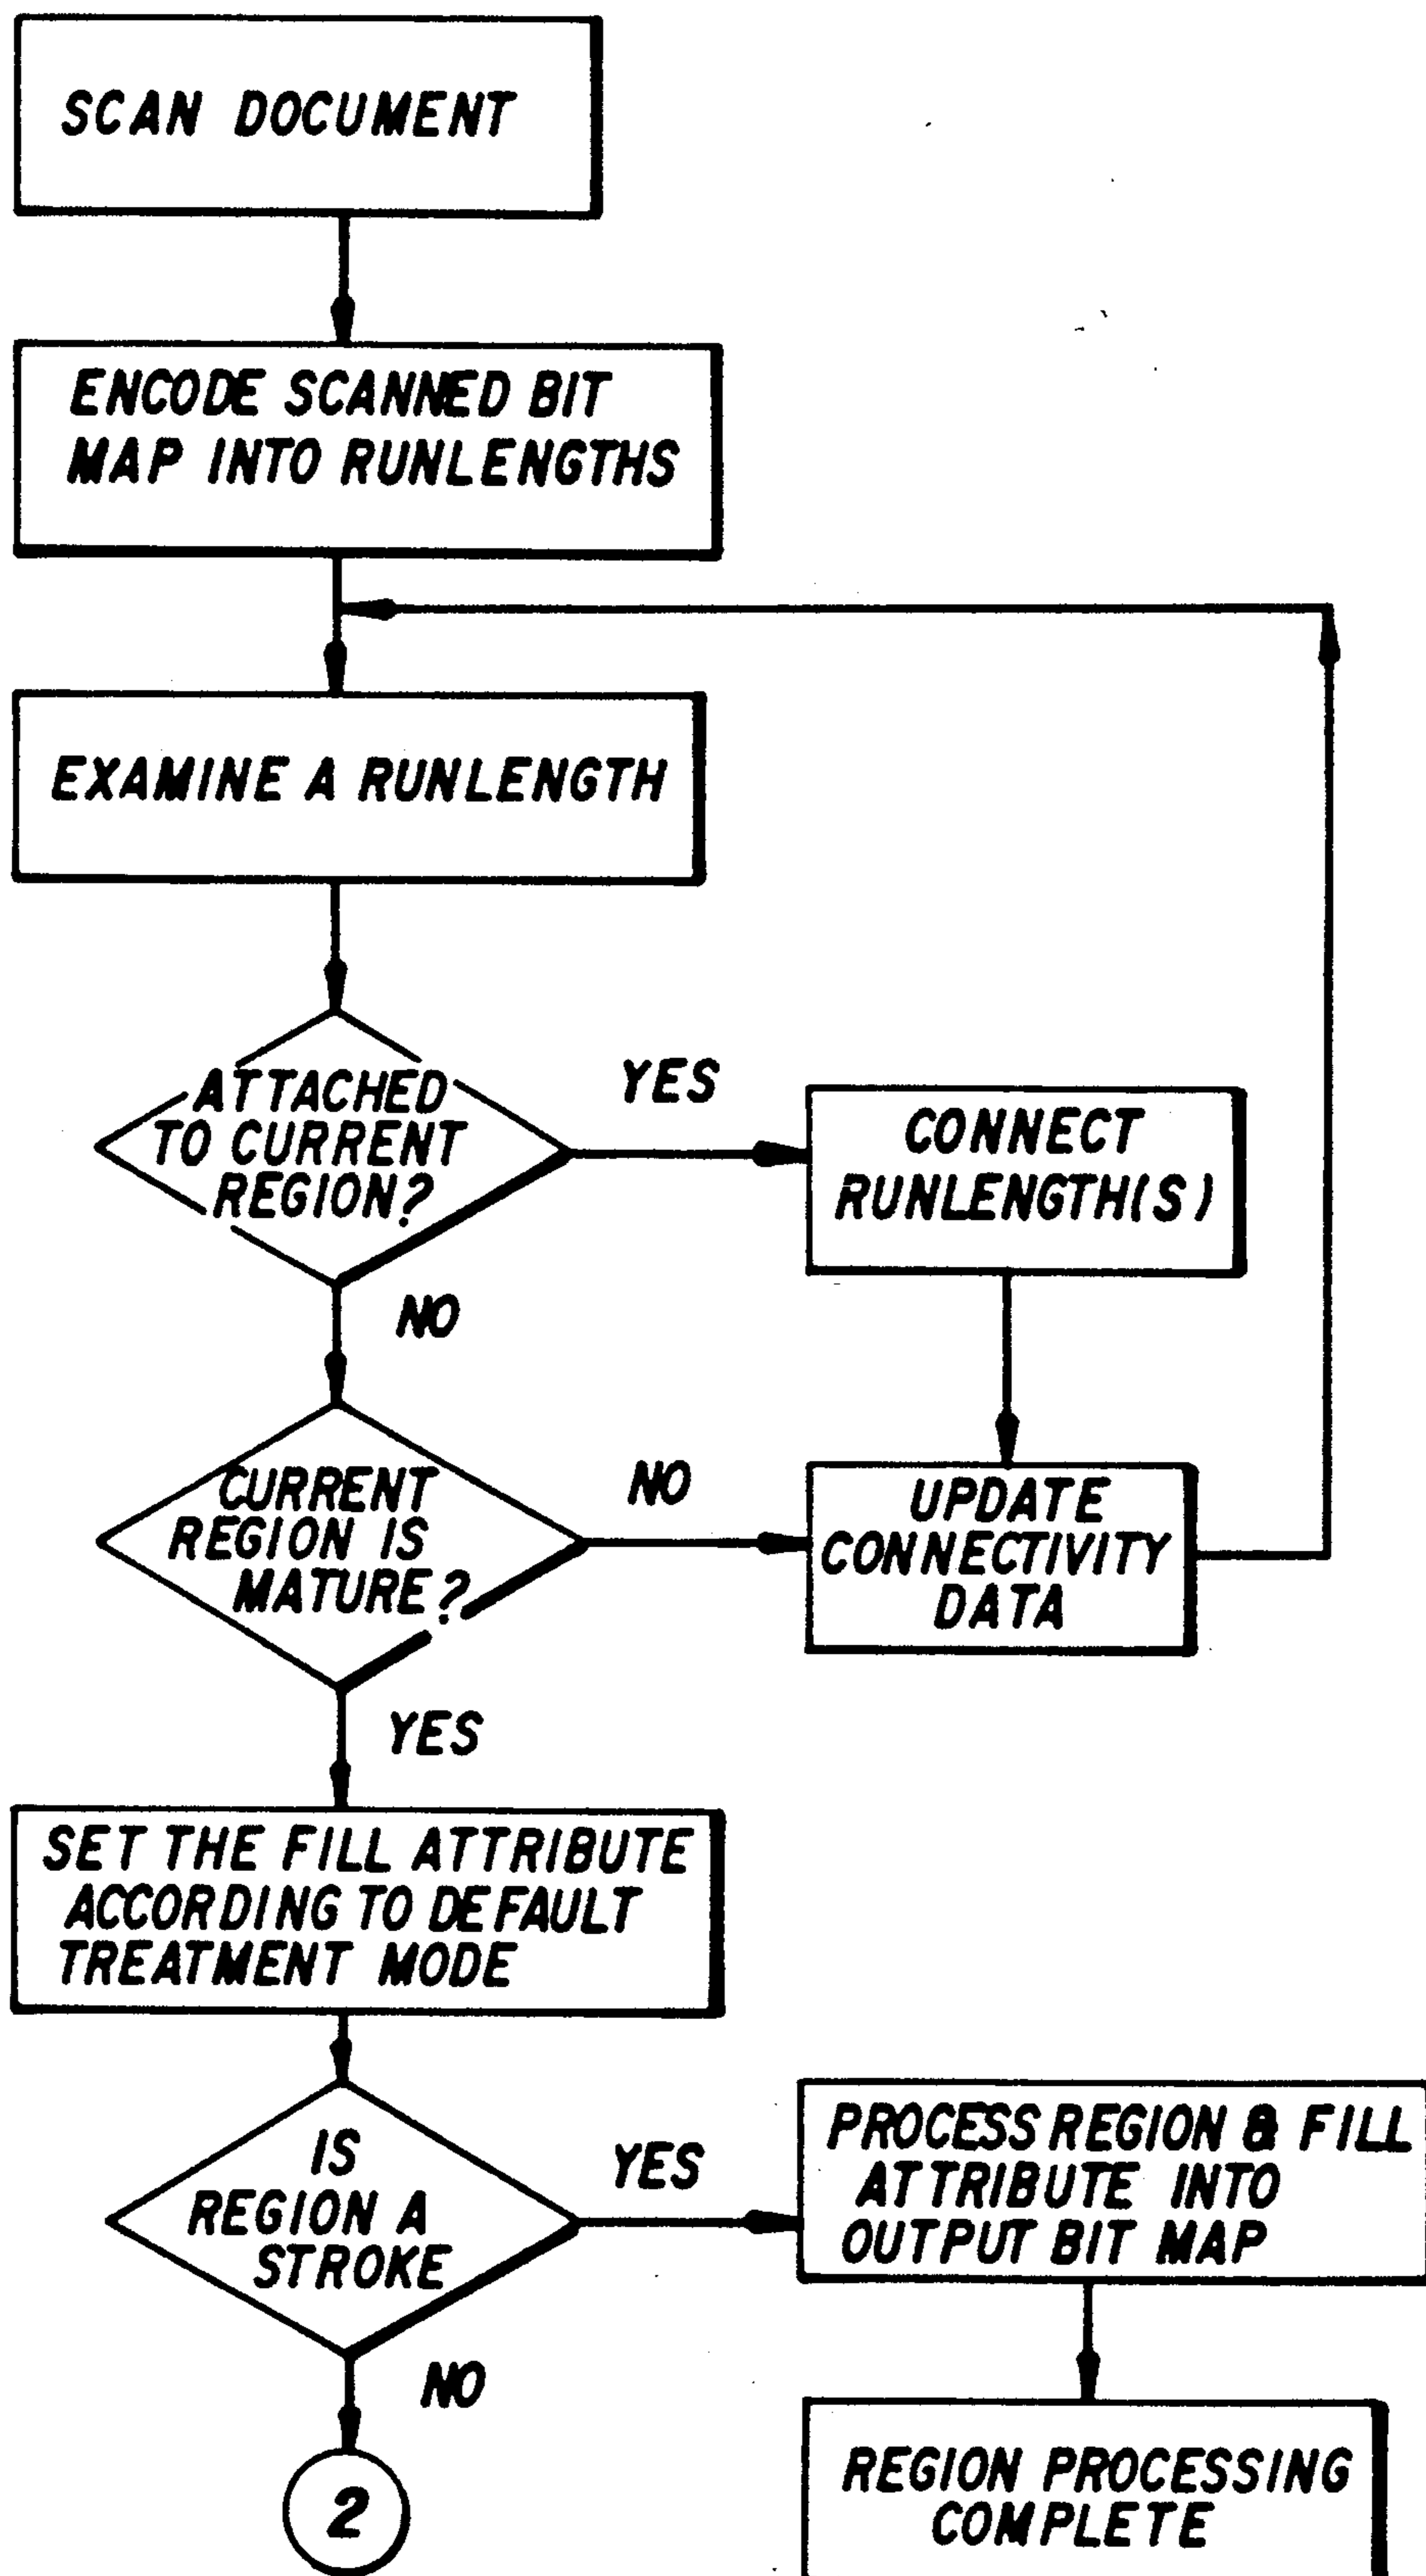 SCAN DOCUMENT
ENCODE SCANNED BIT
MAP INTO RUNLENGTHS
EXAMINE A RUNLENGTH
ATTACHED
TO CURRENT
REGION?
YES
CONNECT
RUNLENGTH(S)
NO
CURRENT
REGION IS
MATURE?
NO
UPDATE
CONNECTIVITY
DATA
YES
SET THE FILL ATTRIBUTE
ACCORDING TO DEFAULT
TREATMENT MODE
IS
REGION A
STROKE
YES
PROCESS REGION & FILL
ATTRIBUTE INTO
OUTPUT BIT MAP
NO
2
REGION PROCESSING
COMPLETE